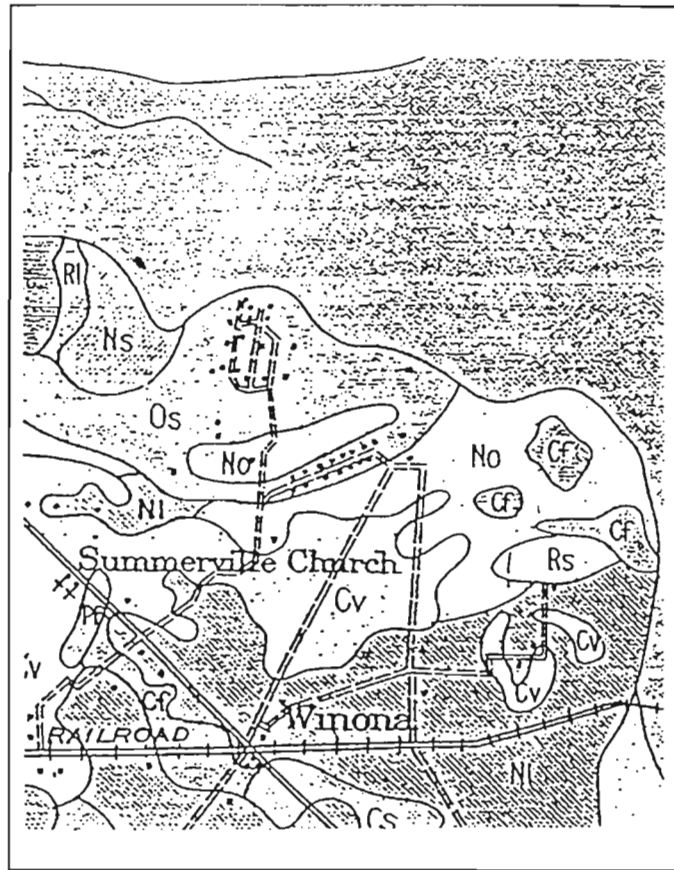 Rl
Ns
Os
No
No
Cf
Cf
Cf
Nl
Rs
Summerville Church
Cv
Cv
Cv
Cf
Winona
RAILROAD
Nl
Cs